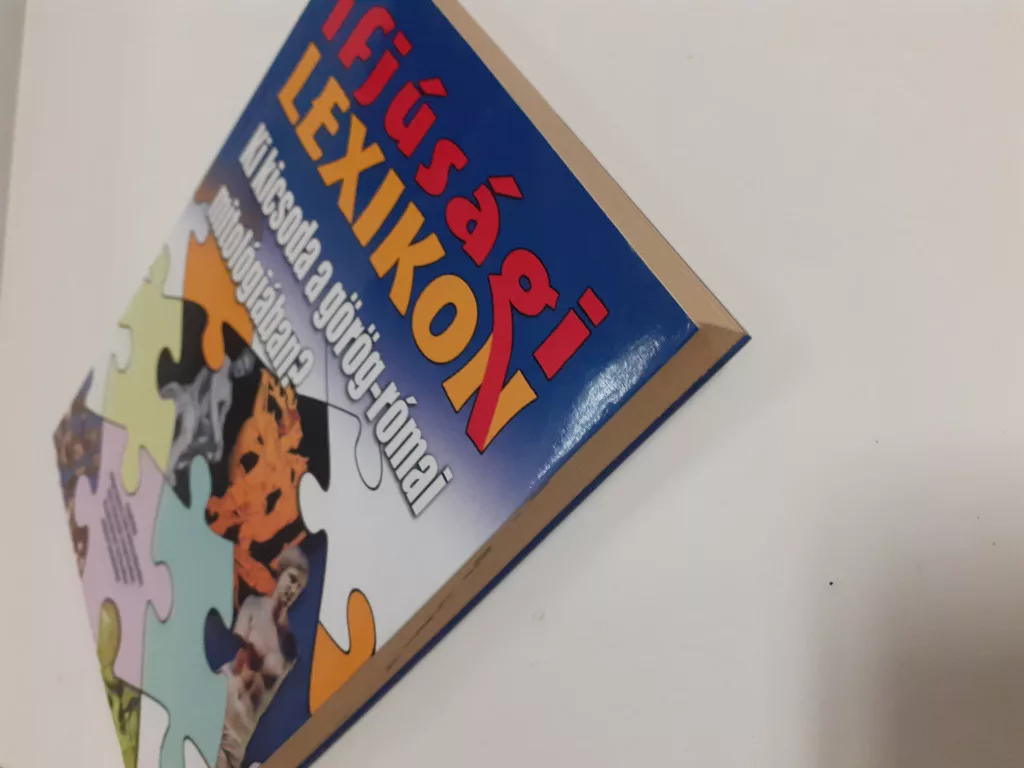 Ifjúsági
LEXIKON
Ki kicsoda a görög-római
mitológiában?